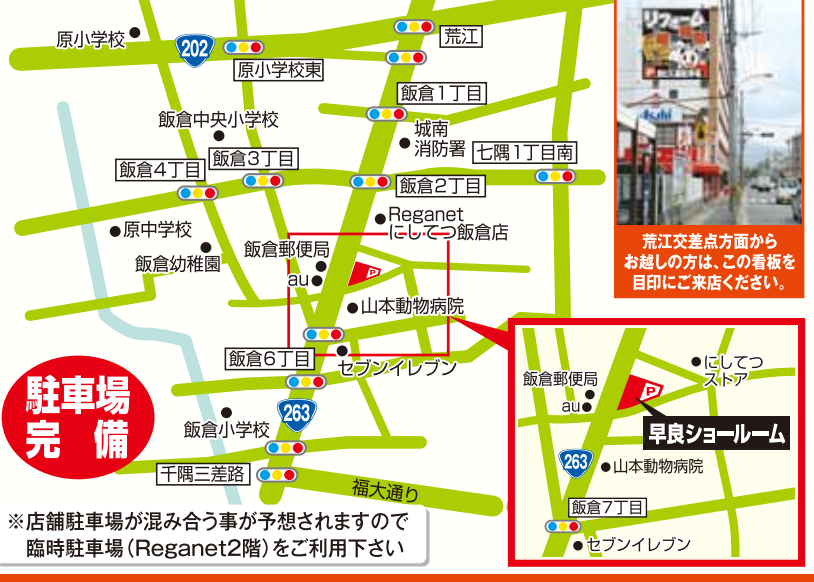 原小学校
202
原小学校東
荒江
飯倉中央小学校
飯倉1丁目
城南
消防署
七隈1丁目南
飯倉4丁目
飯倉3丁目
飯倉2丁目
原中学校
飯倉幼稚園
Reganet
にしてつ飯倉店
飯倉郵便局
au
P
山本動物病院
飯倉6丁目
セブンイレブン
263
飯倉小学校
千隈三差路
福大通り
駐車場
完備
※店舗駐車場が混み合う事が予想されますので
臨時駐車場(Reganet2階)をご利用下さい
リフォーム
Asahi
荒江交差点方面から
お越しの方は、この看板を
目印にご来店ください。
にしてつ
ストア
飯倉郵便局
au
P
早良ショールーム
263
山本動物病院
飯倉7丁目
セブンイレブン